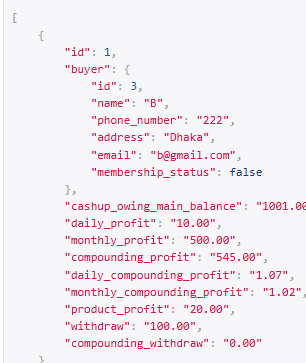 [
{
"id": 1,
"buyer": {
"id": 3,
"name": "B",
"phone_number": "222",
"address": "Dhaka",
"email": "b@gmail.com",
"membership_status": false
},
"cashup_owing_main_balance": "1001.00
"daily_profit": "10.00",
"monthly_profit": "500.00",
"compounding_profit": "545.00",
"daily_compounding_profit": "1.07",
"monthly_compounding_profit": "1.02",
"product_profit": "20.00",
"withdraw": "100.00",
"compounding_withdraw": "0.00"
}